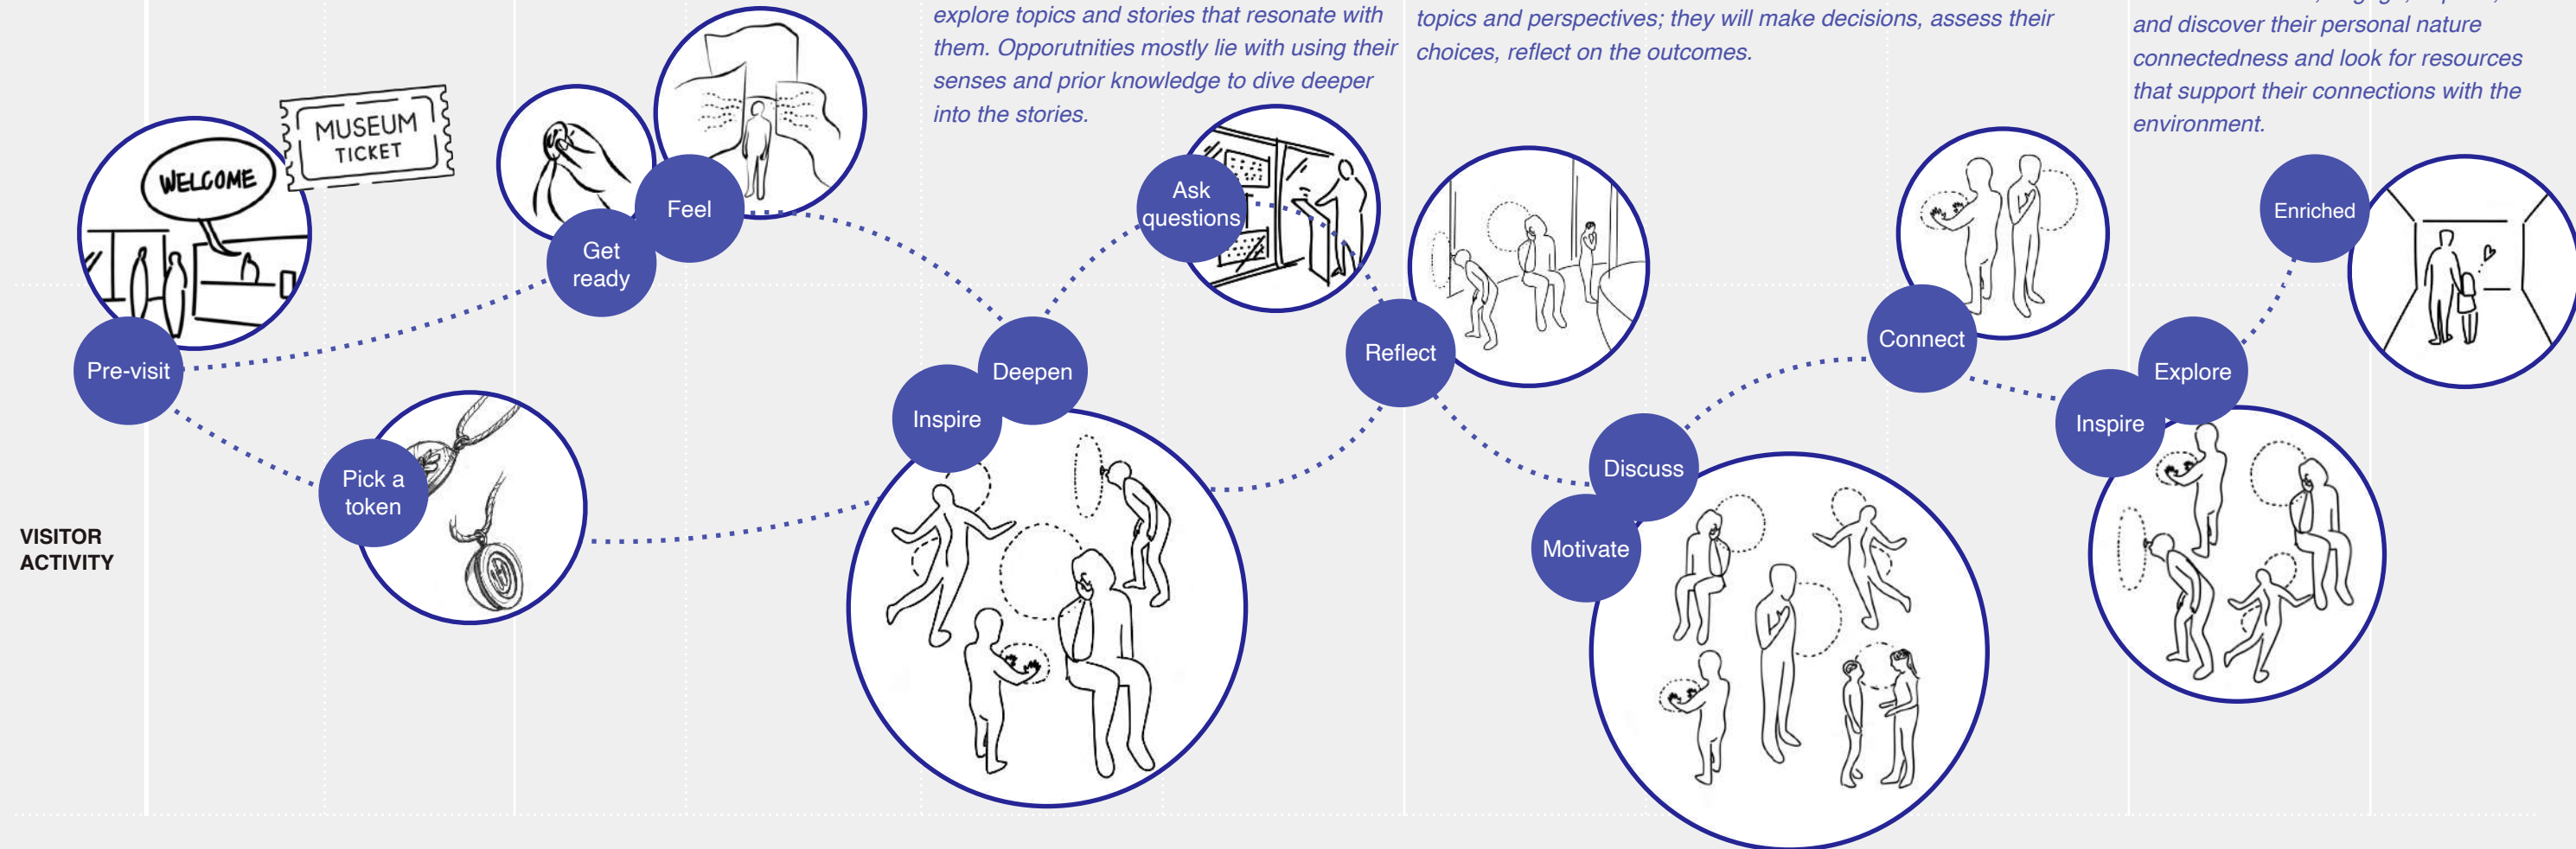 explore topics and stories that resonate with
them. Opporutnities mostly lie with using their
senses and prior knowledge to dive deeper
into the stories.
topics and perspectives; they will make decisions, assess their
choices, reflect on the outcomes.
and discover their personal nature
connectedness and look for resources
that support their connections with the
environment.
WELCOME
MUSEUM
TICKET
Pre-visit
Pick a
token
Get
ready
Feel
Inspire
Deepen
Ask
questions
Reflect
Motivate
Discuss
Connect
Inspire
Explore
Enriched
VISITOR
ACTIVITY